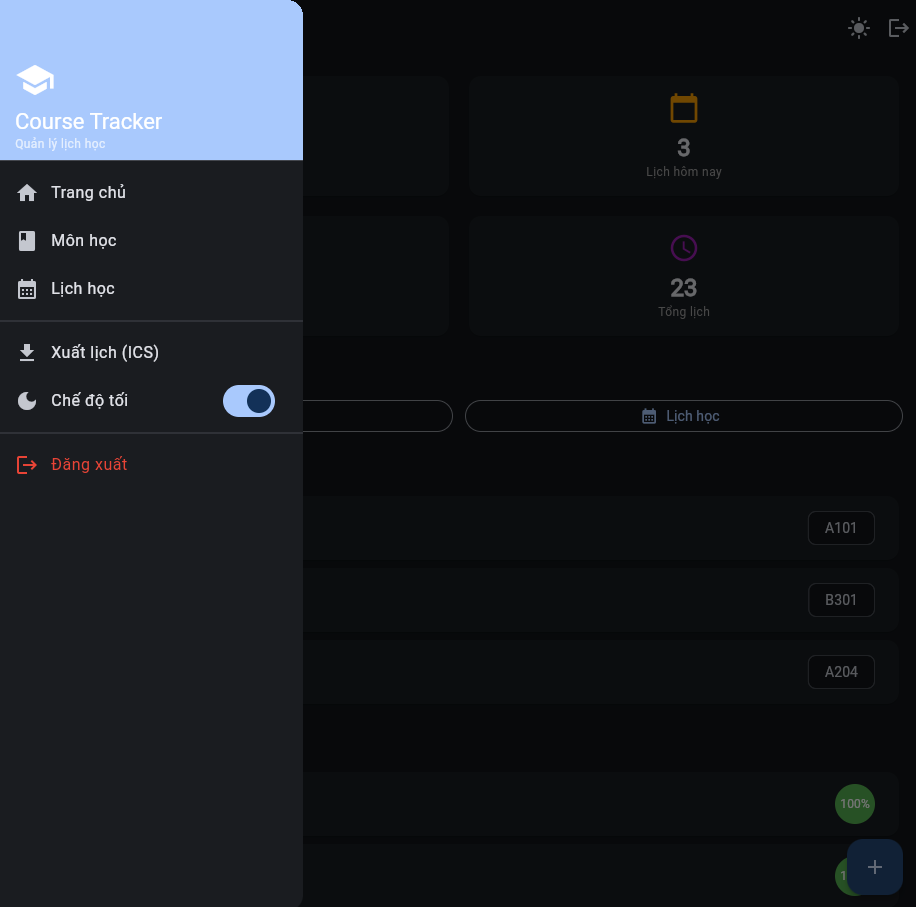 Course Tracker
Quản lý lịch học
Trang chủ
Môn học
Lịch học
Xuất lịch (ICS)
Chế độ tối
Đăng xuất
3
Lịch hôm nay
23
Tổng lịch
Lịch học
A101
B301
A204
100%